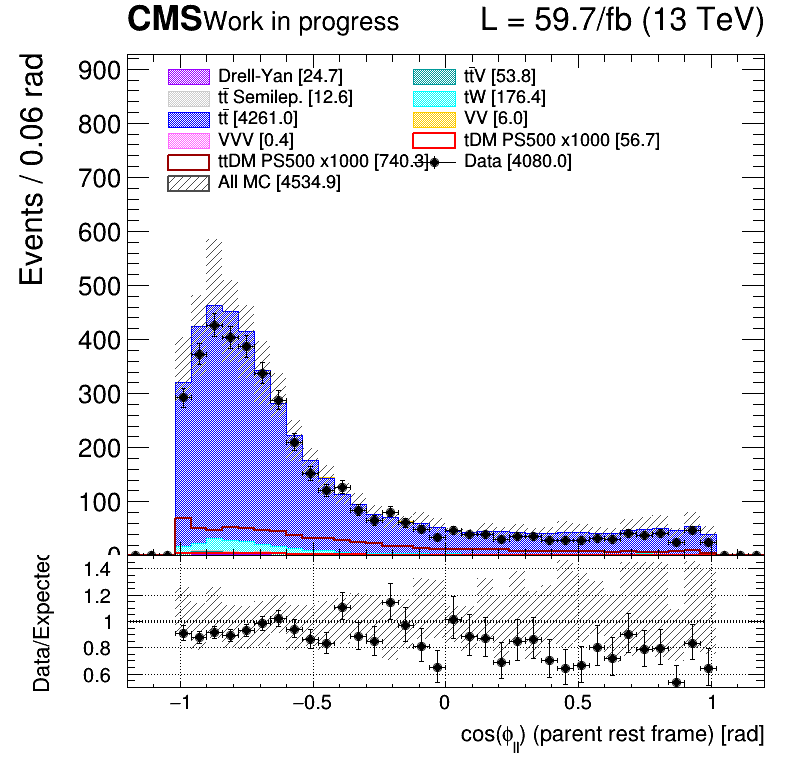 CMS Work in progress L = 59.7/fb (13 TeV)
Events / 0.06 rad
900
800
700
600
500
400
300
200
100
0
Drell-Yan [24.7]
tt̄V [53.8]
tt̄ Semilep. [12.6]
tW [176.4]
tt̄ [4261.0]
VV [6.0]
VVV [0.4]
tDM PS500 x1000 [56.7]
ttDM PS500 x1000 [740.3]
Data [4080.0]
All MC [4534.9]
Data/Expected
1.4
1.2
1
0.8
0.6
−1 −0.5 0 0.5 1
cos(ϕ_ll) (parent rest frame) [rad]